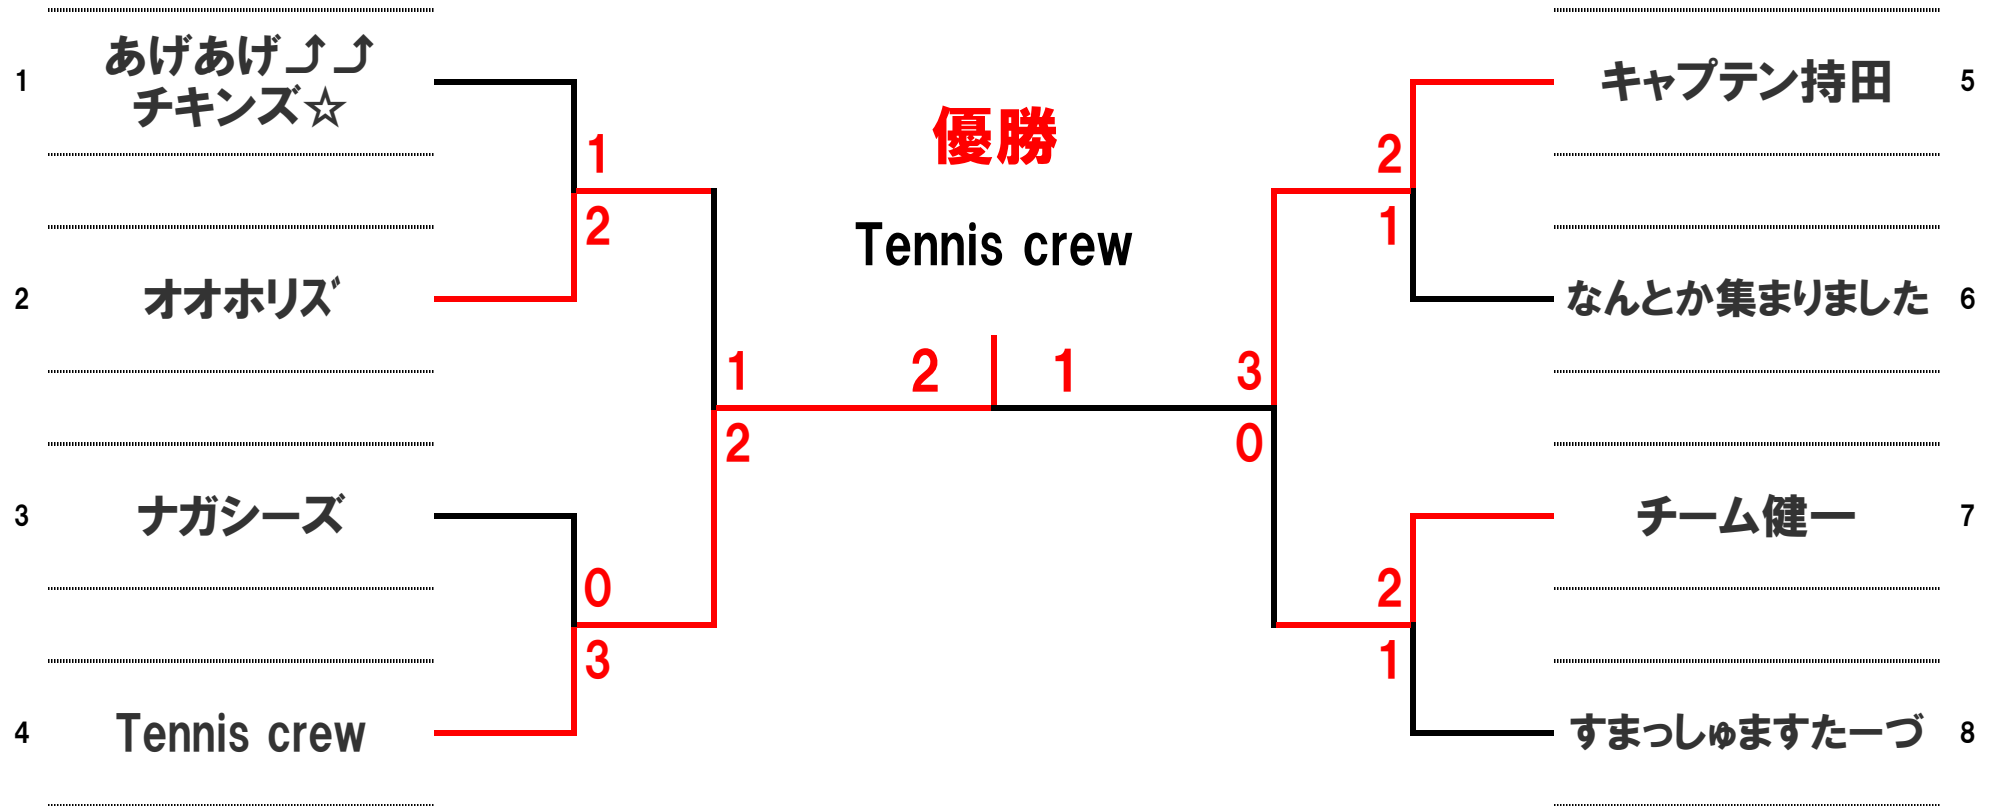 1
あげあげ⤴⤴
チキンズ☆
2
オオホリズ
3
ナガシーズ
4
Tennis crew
1
2
0
3
1
2
優勝
Tennis crew
2
1
3
0
2
1
2
1
キャプテン持田
5
なんとか集まりました
6
チーム健一
7
すまっしゅますたーづ
8